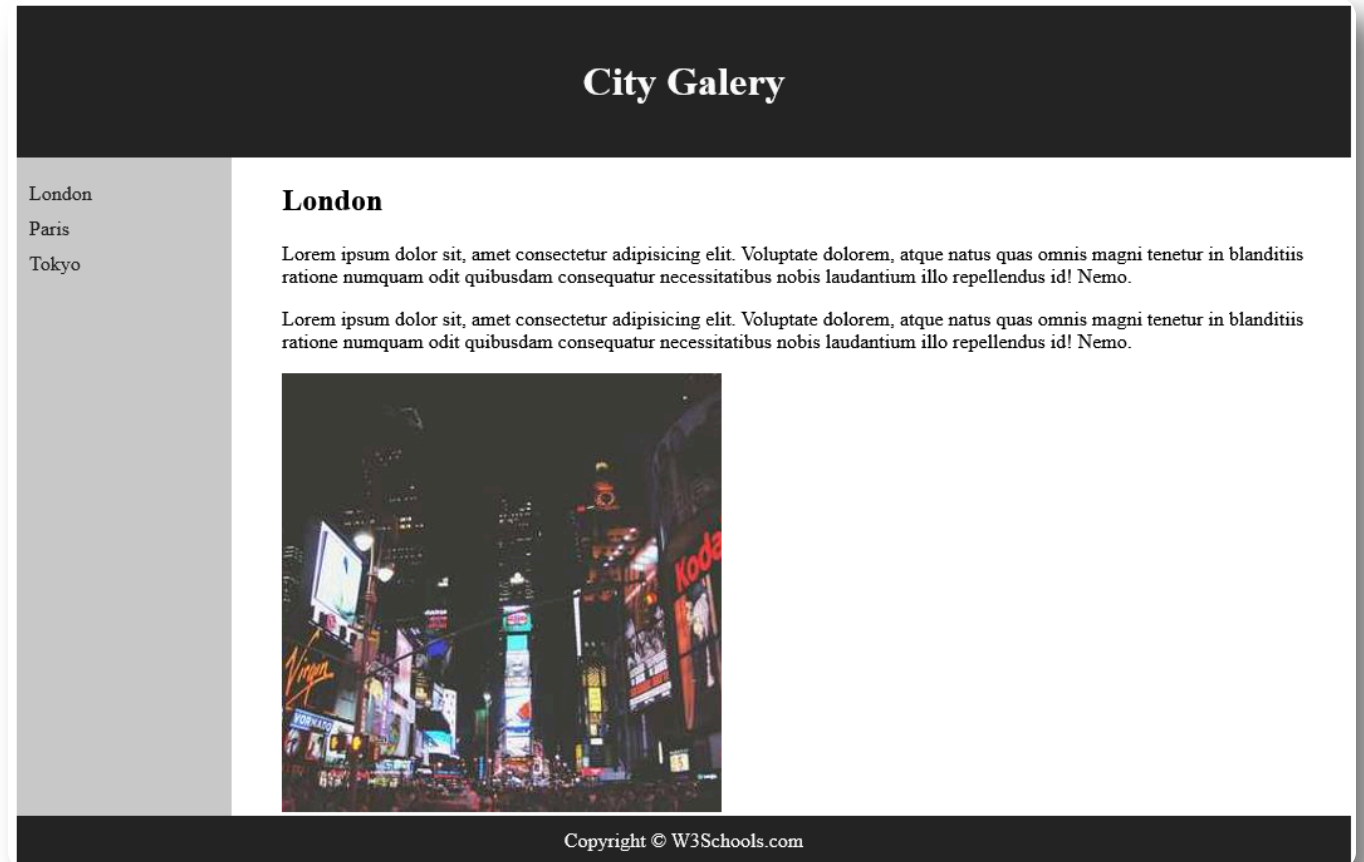 City Galery
London
Paris
Tokyo
London
Lorem ipsum dolor sit, amet consectetur adipisicing elit. Voluptate dolorem, atque natus quas omnis magni tenetur in blanditiis
ratione numquam odit quibusdam consequatur necessitatibus nobis laudantium illo repellendus id! Nemo.
Lorem ipsum dolor sit, amet consectetur adipisicing elit. Voluptate dolorem, atque natus quas omnis magni tenetur in blanditiis
ratione numquam odit quibusdam consequatur necessitatibus nobis laudantium illo repellendus id! Nemo.
Koda
Virgin
VORNADO
Copyright © W3Schools.com